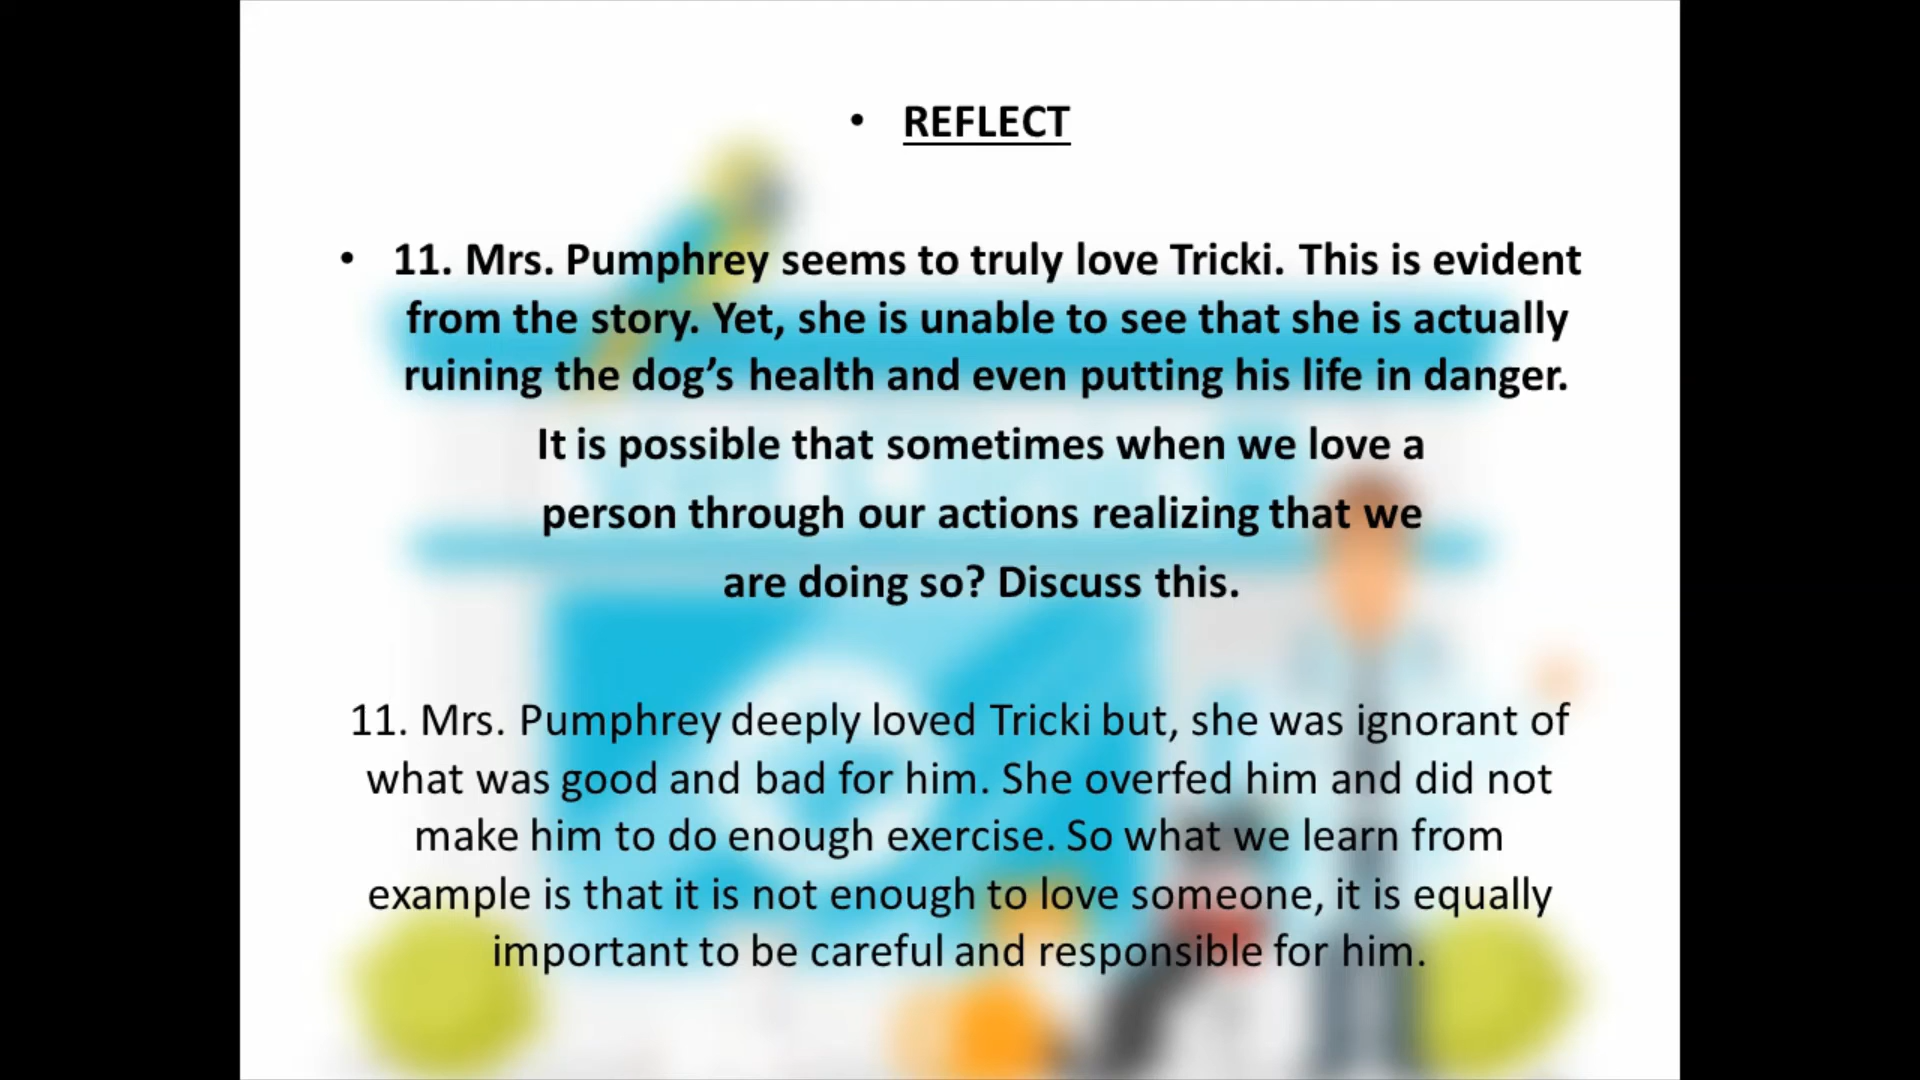 • REFLECT
• 11. Mrs. Pumphrey seems to truly love Tricki. This is evident
from the story. Yet, she is unable to see that she is actually
ruining the dog’s health and even putting his life in danger.
It is possible that sometimes when we love a
person through our actions realizing that we
are doing so? Discuss this.
11. Mrs. Pumphrey deeply loved Tricki but, she was ignorant of
what was good and bad for him. She overfed him and did not
make him to do enough exercise. So what we learn from
example is that it is not enough to love someone, it is equally
important to be careful and responsible for him.